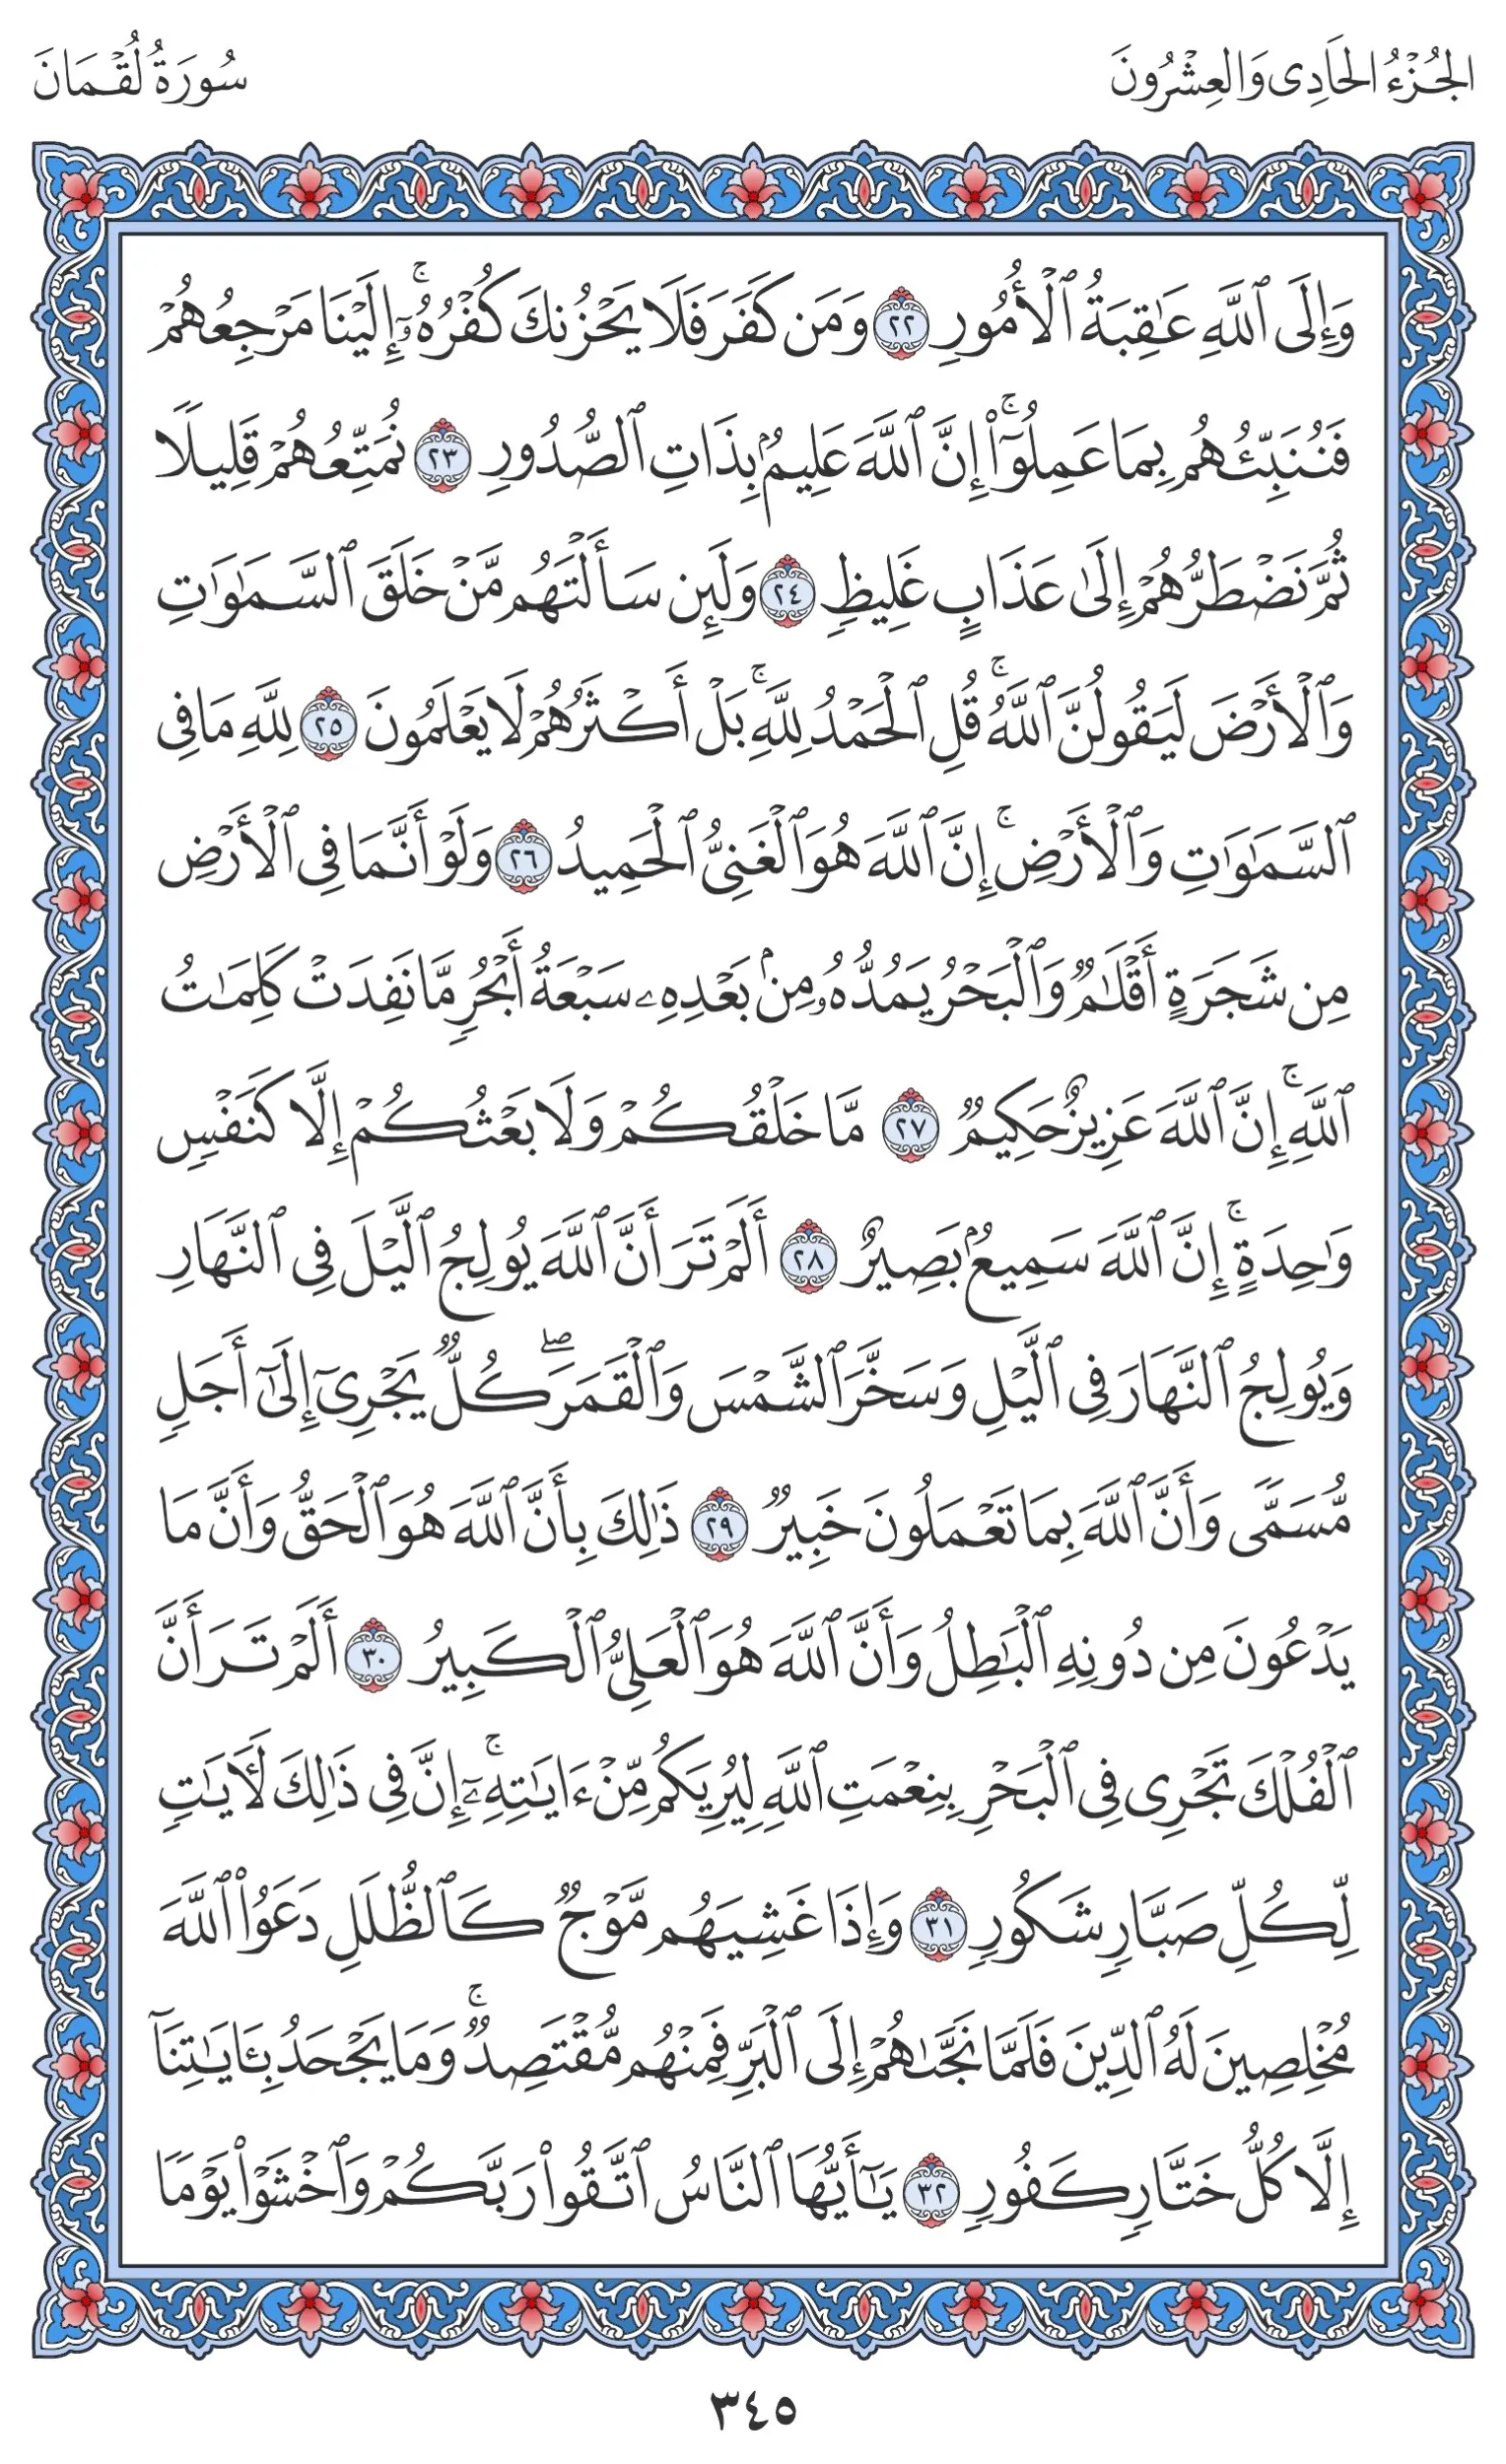 الجُزْءُ الحَادِى وَالعِشْرُونَ
سُورَةُ لُقْمَانَ
وَإِلَى ٱللَّهِ عَٰقِبَةُ ٱلْأُمُورِ ٢٢ وَمَن كَفَرَ فَلَا يَحْزُنكَ كُفْرُهُۥٓ ۚ إِلَيْنَا مَرْجِعُهُمْ
فَنُنَبِّئُهُم بِمَا عَمِلُوٓا۟ ۚ إِنَّ ٱللَّهَ عَلِيمٌۢ بِذَاتِ ٱلصُّدُورِ ٢٣ نُمَتِّعُهُمْ قَلِيلًا
ثُمَّ نَضْطَرُّهُمْ إِلَىٰ عَذَابٍ غَلِيظٍ ٢٤ وَلَئِن سَأَلْتَهُم مَّنْ خَلَقَ ٱلسَّمَٰوَٰتِ
وَٱلْأَرْضَ لَيَقُولُنَّ ٱللَّهُ ۚ قُلِ ٱلْحَمْدُ لِلَّهِ ۚ بَلْ أَكْثَرُهُمْ لَا يَعْلَمُونَ ٢٥ لِلَّهِ مَا فِى
ٱلسَّمَٰوَٰتِ وَٱلْأَرْضِ ۚ إِنَّ ٱللَّهَ هُوَ ٱلْغَنِىُّ ٱلْحَمِيدُ ٢٦ وَلَوْ أَنَّمَا فِى ٱلْأَرْضِ
مِن شَجَرَةٍ أَقْلَٰمٌ وَٱلْبَحْرُ يَمُدُّهُۥ مِنۢ بَعْدِهِۦ سَبْعَةُ أَبْحُرٍ مَّا نَفِدَتْ كَلِمَٰتُ
ٱللَّهِ ۚ إِنَّ ٱللَّهَ عَزِيزٌ حَكِيمٌ ٢٧ مَّا خَلْقُكُمْ وَلَا بَعْثُكُمْ إِلَّا كَنَفْسٍ
وَٰحِدَةٍ ۚ إِنَّ ٱللَّهَ سَمِيعٌۢ بَصِيرٌ ٢٨ أَلَمْ تَرَ أَنَّ ٱللَّهَ يُولِجُ ٱلَّيْلَ فِى ٱلنَّهَارِ
وَيُولِجُ ٱلنَّهَارَ فِى ٱلَّيْلِ وَسَخَّرَ ٱلشَّمْسَ وَٱلْقَمَرَ ۖ كُلٌّ يَجْرِىٓ إِلَىٰٓ أَجَلٍ
مُّسَمًّى وَأَنَّ ٱللَّهَ بِمَا تَعْمَلُونَ خَبِيرٌ ٢٩ ذَٰلِكَ بِأَنَّ ٱللَّهَ هُوَ ٱلْحَقُّ وَأَنَّ مَا
يَدْعُونَ مِن دُونِهِ ٱلْبَٰطِلُ وَأَنَّ ٱللَّهَ هُوَ ٱلْعَلِىُّ ٱلْكَبِيرُ ٣٠ أَلَمْ تَرَ أَنَّ
ٱلْفُلْكَ تَجْرِى فِى ٱلْبَحْرِ بِنِعْمَتِ ٱللَّهِ لِيُرِيَكُم مِّنْ ءَايَٰتِهِۦٓ ۚ إِنَّ فِى ذَٰلِكَ لَءَايَٰتٍ
لِّكُلِّ صَبَّارٍ شَكُورٍ ٣١ وَإِذَا غَشِيَهُم مَّوْجٌ كَٱلظُّلَلِ دَعَوُا۟ ٱللَّهَ
مُخْلِصِينَ لَهُ ٱلدِّينَ فَلَمَّا نَجَّىٰهُمْ إِلَى ٱلْبَرِّ فَمِنْهُم مُّقْتَصِدٌ ۚ وَمَا يَجْحَدُ بِـَٔايَٰتِنَآ
إِلَّا كُلُّ خَتَّارٍ كَفُورٍ ٣٢ يَٰٓأَيُّهَا ٱلنَّاسُ ٱتَّقُوا۟ رَبَّكُمْ وَٱخْشَوْا۟ يَوْمًا
٣٤٥